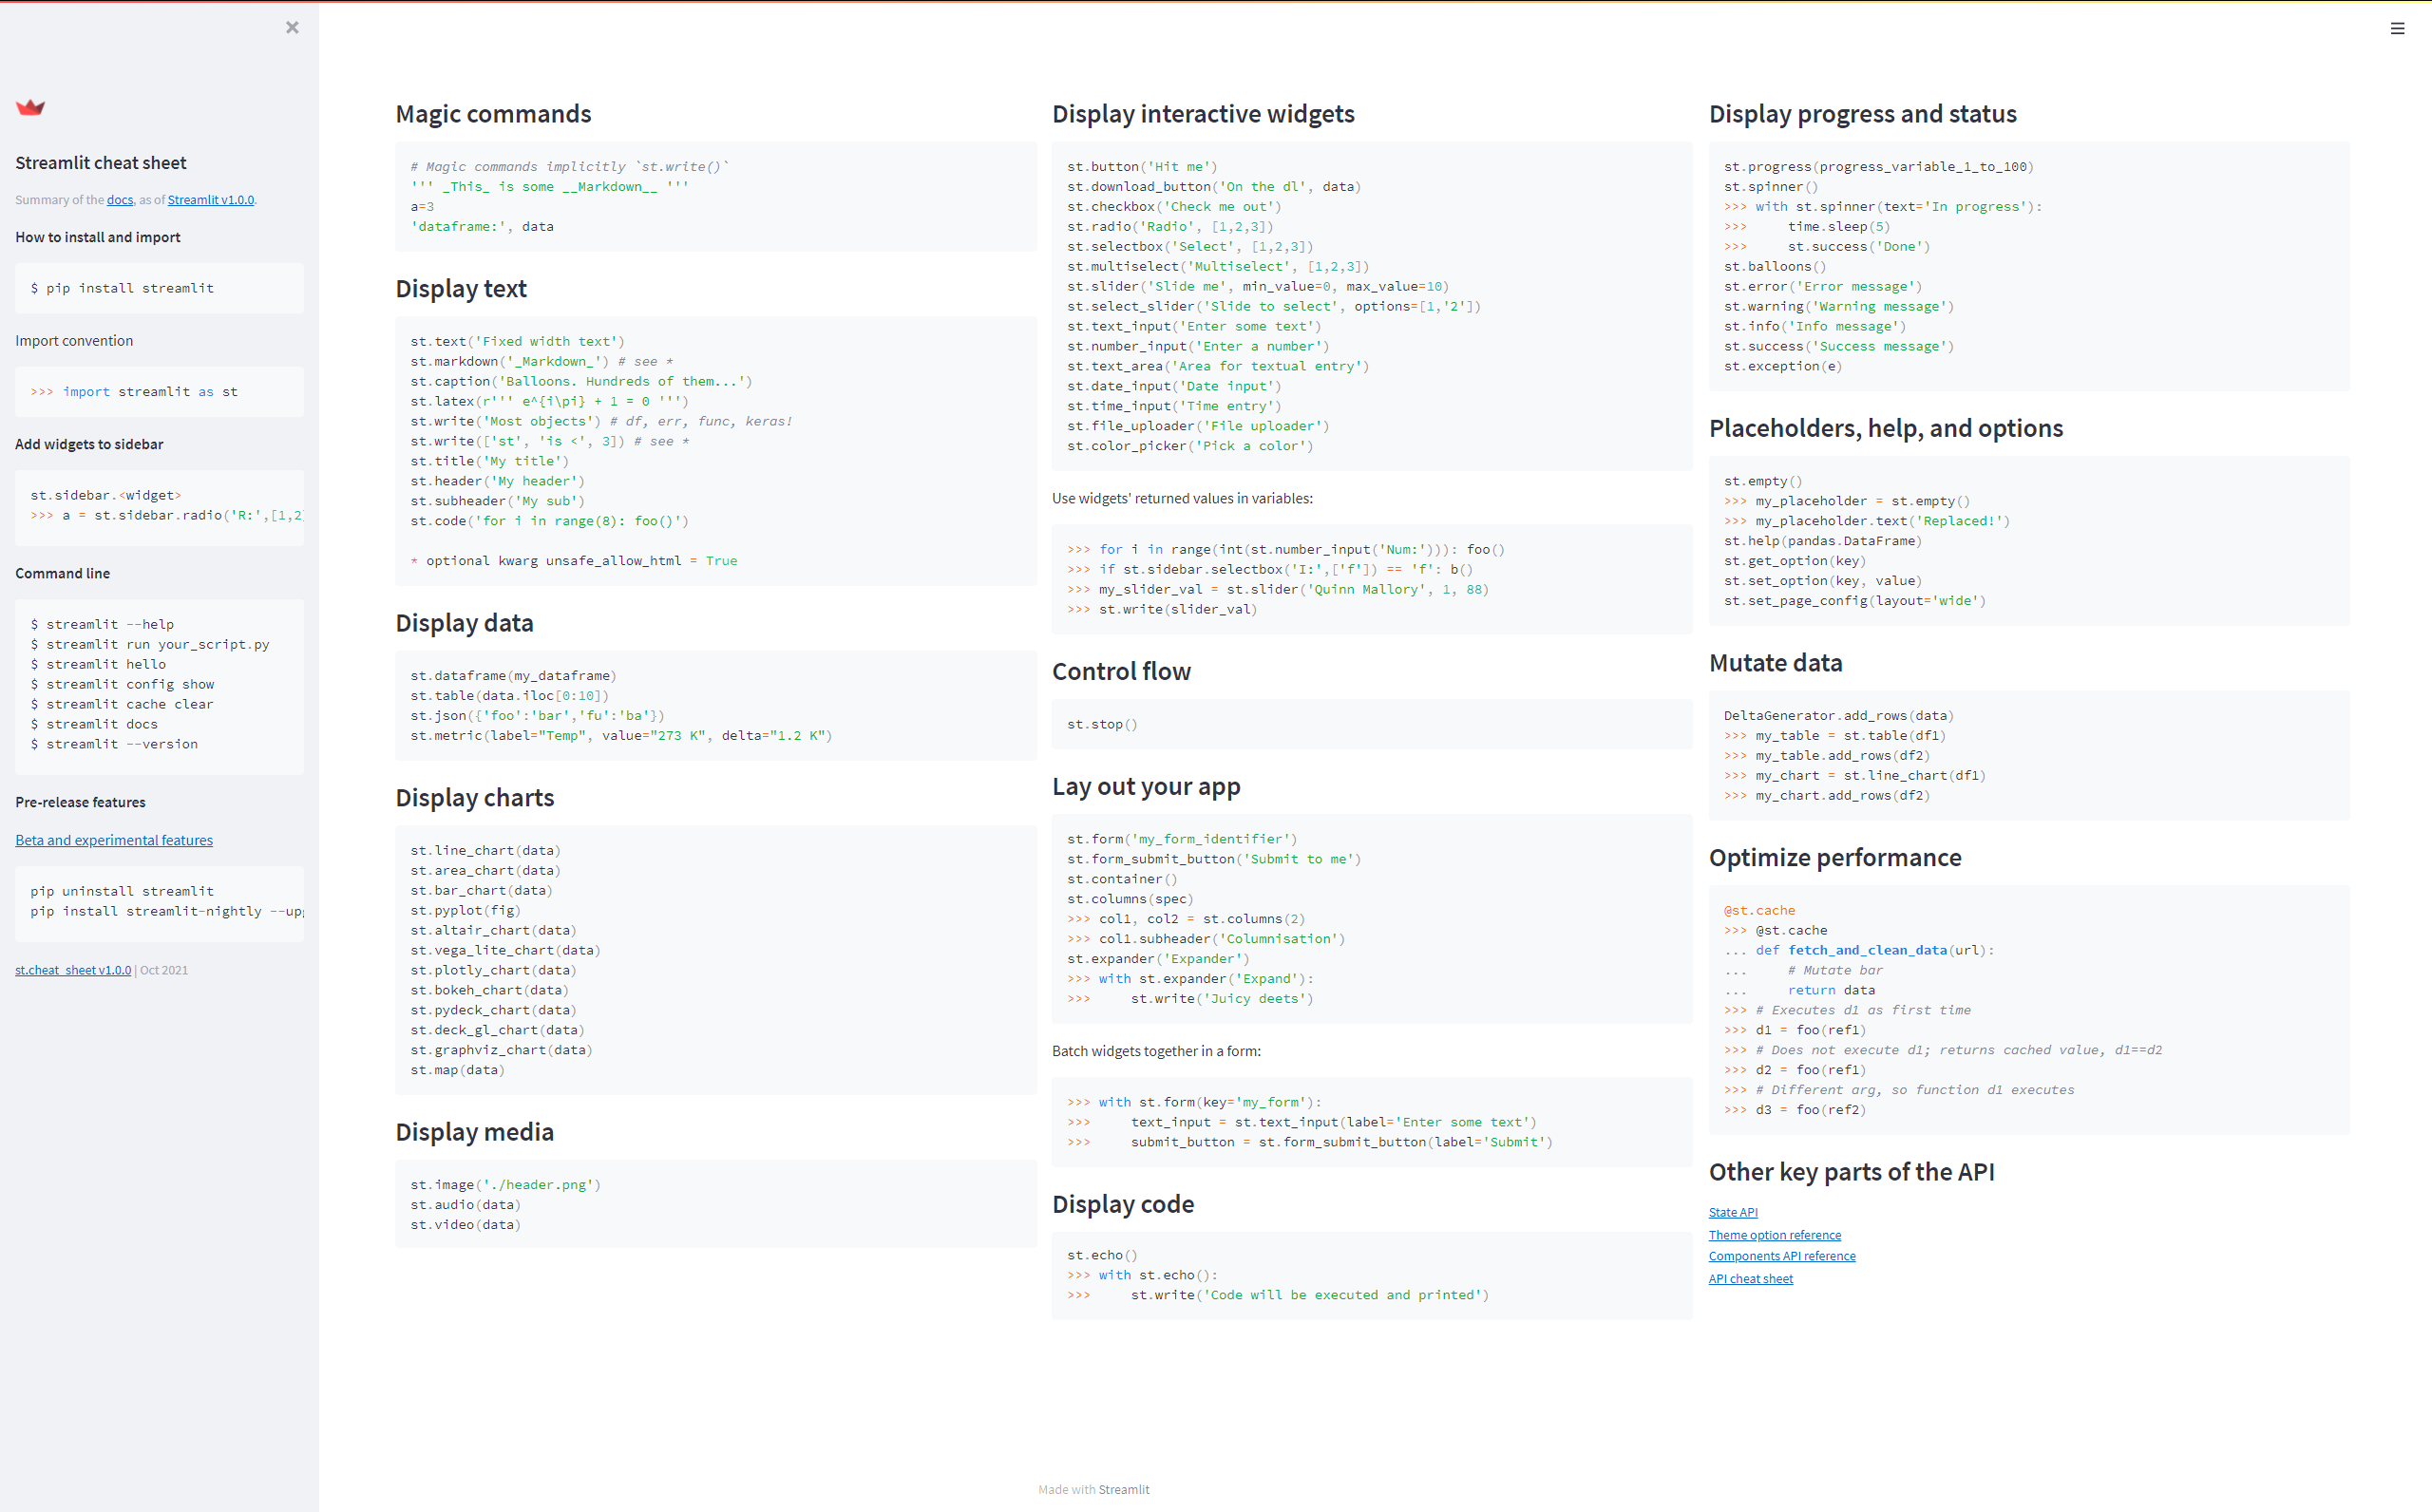 Streamlit cheat sheet
Summary of the docs, as of Streamlit v1.0.0.
How to install and import
$ pip install streamlit
Import convention
>>> import streamlit as st
Add widgets to sidebar
st.sidebar.<widget>
>>> a = st.sidebar.radio('R:',[1,2]
Command line
$ streamlit --help
$ streamlit run your_script.py
$ streamlit hello
$ streamlit config show
$ streamlit cache clear
$ streamlit docs
$ streamlit --version
Pre-release features
Beta and experimental features
pip uninstall streamlit
pip install streamlit-nightly --upg
st.cheat_sheet v1.0.0 | Oct 2021
Magic commands
# Magic commands implicitly `st.write()`
''' _This_ is some __Markdown__ '''
a=3
'dataframe:', data
Display text
st.text('Fixed width text')
st.markdown('_Markdown_') # see *
st.caption('Balloons. Hundreds of them...')
st.latex(r''' e^{i\pi} + 1 = 0 ''')
st.write('Most objects') # df, err, func, keras!
st.write(['st', 'is <', 3]) # see *
st.title('My title')
st.header('My header')
st.subheader('My sub')
st.code('for i in range(8): foo()')
* optional kwarg unsafe_allow_html = True
Display data
st.dataframe(my_dataframe)
st.table(data.iloc[0:10])
st.json({'foo':'bar','fu':'ba'})
st.metric(label="Temp", value="273 K", delta="1.2 K")
Display charts
st.line_chart(data)
st.area_chart(data)
st.bar_chart(data)
st.pyplot(fig)
st.altair_chart(data)
st.vega_lite_chart(data)
st.plotly_chart(data)
st.bokeh_chart(data)
st.pydeck_chart(data)
st.deck_gl_chart(data)
st.graphviz_chart(data)
st.map(data)
Display media
st.image('./header.png')
st.audio(data)
st.video(data)
Display interactive widgets
st.button('Hit me')
st.download_button('On the dl', data)
st.checkbox('Check me out')
st.radio('Radio', [1,2,3])
st.selectbox('Select', [1,2,3])
st.multiselect('Multiselect', [1,2,3])
st.slider('Slide me', min_value=0, max_value=10)
st.select_slider('Slide to select', options=[1,'2'])
st.text_input('Enter some text')
st.number_input('Enter a number')
st.text_area('Area for textual entry')
st.date_input('Date input')
st.time_input('Time entry')
st.file_uploader('File uploader')
st.color_picker('Pick a color')
Use widgets' returned values in variables:
>>> for i in range(int(st.number_input('Num:'))): foo()
>>> if st.sidebar.selectbox('I:',['f']) == 'f': b()
>>> my_slider_val = st.slider('Quinn Mallory', 1, 88)
>>> st.write(slider_val)
Control flow
st.stop()
Lay out your app
st.form('my_form_identifier')
st.form_submit_button('Submit to me')
st.container()
st.columns(spec)
>>> col1, col2 = st.columns(2)
>>> col1.subheader('Columnisation')
st.expander('Expander')
>>> with st.expander('Expand'):
>>>     st.write('Juicy deets')
Batch widgets together in a form:
>>> with st.form(key='my_form'):
>>>     text_input = st.text_input(label='Enter some text')
>>>     submit_button = st.form_submit_button(label='Submit')
Display code
st.echo()
>>> with st.echo():
>>>     st.write('Code will be executed and printed')
Display progress and status
st.progress(progress_variable_1_to_100)
st.spinner()
>>> with st.spinner(text='In progress'):
>>>     time.sleep(5)
>>>     st.success('Done')
st.balloons()
st.error('Error message')
st.warning('Warning message')
st.info('Info message')
st.success('Success message')
st.exception(e)
Placeholders, help, and options
st.empty()
>>> my_placeholder = st.empty()
>>> my_placeholder.text('Replaced!')
st.help(pandas.DataFrame)
st.get_option(key)
st.set_option(key, value)
st.set_page_config(layout='wide')
Mutate data
DeltaGenerator.add_rows(data)
>>> my_table = st.table(df1)
>>> my_table.add_rows(df2)
>>> my_chart = st.line_chart(df1)
>>> my_chart.add_rows(df2)
Optimize performance
@st.cache
>>> @st.cache
... def fetch_and_clean_data(url):
...     # Mutate bar
...     return data
>>> # Executes d1 as first time
>>> d1 = foo(ref1)
>>> # Does not execute d1; returns cached value, d1==d2
>>> d2 = foo(ref1)
>>> # Different arg, so function d1 executes
>>> d3 = foo(ref2)
Other key parts of the API
State API
Theme option reference
Components API reference
API cheat sheet
Made with Streamlit